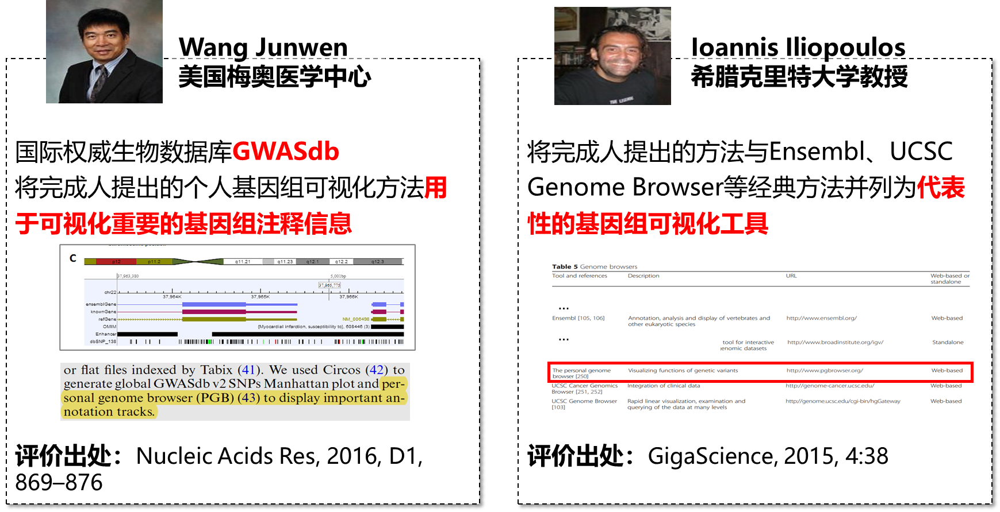 Wang Junwen
美国梅奥医学中心
国际权威生物数据库GWASdb
将完成人提出的个人基因组可视化方法用
于可视化重要的基因组注释信息
C
p12 p11.2 q11.21 q11.23 q12.1 q12.2 q12.3
37,963,380 5,001bp
37,965,775
chr22
37,964K 37,965K 37,966K
ensemblGene
knownGene
refGene NM_006498
OMIM (Myocardial infarction, susceptibility to), 608446 (3)
Enhancer
dbSNP_138
or flat files indexed by Tabix (41). We used Circos (42) to
generate global GWASdb v2 SNPs Manhattan plot and per-
sonal genome browser (PGB) (43) to display important an-
notation tracks.
评价出处：Nucleic Acids Res, 2016, D1,
869–876
Ioannis Iliopoulos
希腊克里特大学教授
将完成人提出的方法与Ensembl、UCSC
Genome Browser等经典方法并列为代表
性的基因组可视化工具
Table 5 Genome browsers
Tool and references Description URL Web-based or
standalone
...
Ensembl [105, 106] Annotation, analysis and display of vertebrates and http://www.ensembl.org/ Web-based
other eukaryotic species
...
tool for interactive http://www.broadinstitute.org/igv/ Standalone
genomic datasets
The personal genome Visualizing functions of genetic variants http://www.pgbrowser.org/ Web-based
browser [250]
UCSC Cancer Genomics Integration of clinical data http://genome-cancer.ucsc.edu/ Web-based
Browser [251, 252]
UCSC Genome Browser Rapid linear visualization, examination and http://genome.ucsc.edu/cgi-bin/hgGateway Web-based
[103] querying of the data at many levels
评价出处：GigaScience, 2015, 4:38